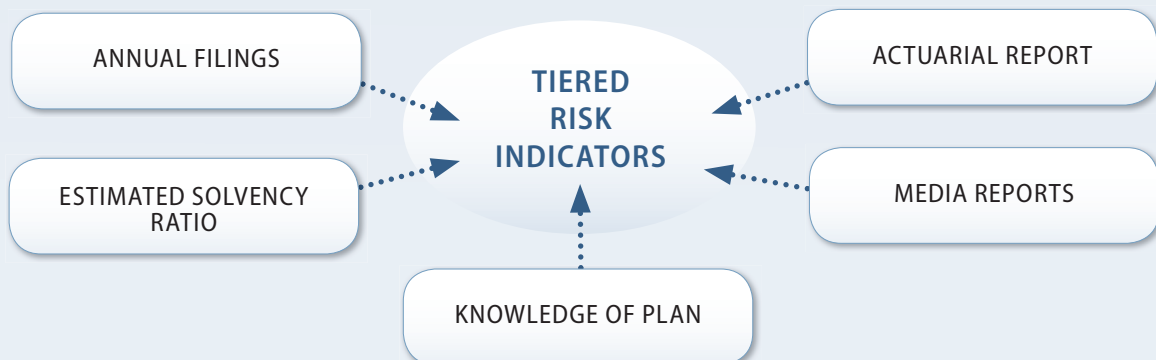 ANNUAL FILINGS
TIERED
RISK
INDICATORS
ACTUARIAL REPORT
ESTIMATED SOLVENCY
RATIO
MEDIA REPORTS
KNOWLEDGE OF PLAN